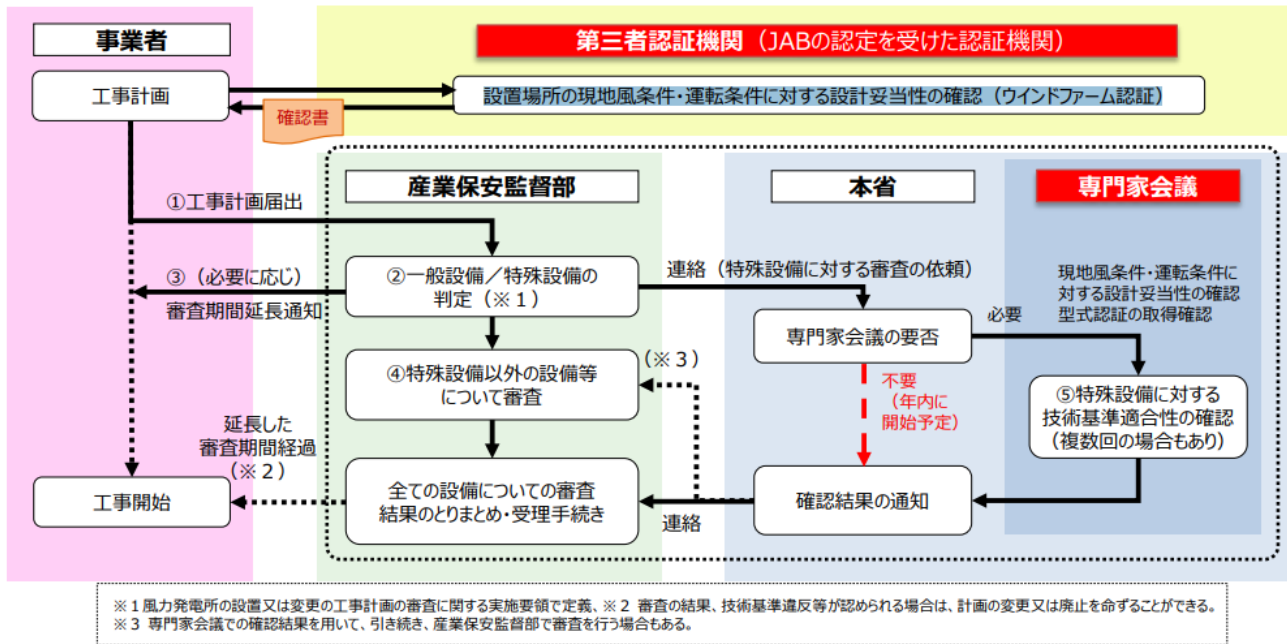 事業者
第三者認証機関（JABの認定を受けた認証機関）
工事計画
設置場所の現地風条件・運転条件に対する設計妥当性の確認（ウインドファーム認証）
確認書
産業保安監督部
本省
専門家会議
①工事計画届出
②一般設備／特殊設備の
判定（※１）
連絡（特殊設備に対する審査の依頼）
現地風条件・運転条件に
対する設計妥当性の確認
型式認証の取得確認
③（必要に応じ）
審査期間延長通知
専門家会議の要否
必要
④特殊設備以外の設備等
について審査
（※３）
不要
（年内に
開始予定）
⑤特殊設備に対する
技術基準適合性の確認
（複数回の場合もあり）
延長した
審査期間経過
（※２）
工事開始
全ての設備についての審査
結果のとりまとめ・受理手続き
連絡
確認結果の通知
※１風力発電所の設置又は変更の工事計画の審査に関する実施要領で定義、※２ 審査の結果、技術基準違反等が認められる場合は、計画の変更又は廃止を命ずることができる。
※３ 専門家会議での確認結果を用いて、引き続き、産業保安監督部で審査を行う場合もある。